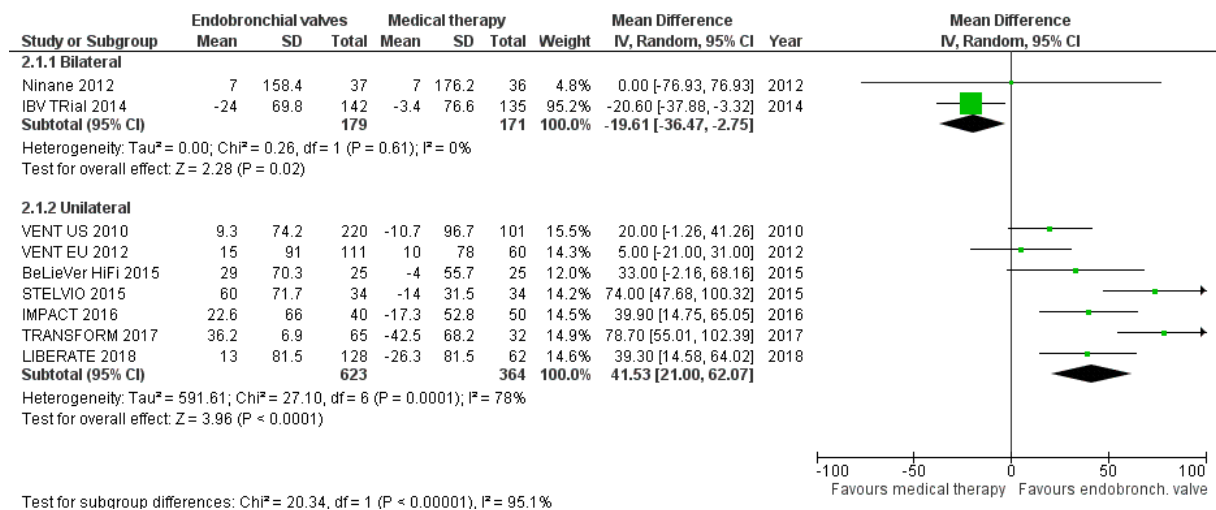 Endobronchial valves Medical therapy Mean Difference Mean Difference
Study or Subgroup Mean SD Total Mean SD Total Weight IV, Random, 95% CI Year IV, Random, 95% CI
2.1.1 Bilateral
Ninane 2012 7 158.4 37 7 176.2 36 4.8% 0.00 [-76.93, 76.93] 2012
IBV TRial 2014 -24 69.8 142 -3.4 76.6 135 95.2% -20.60 [-37.88, -3.32] 2014
Subtotal (95% CI) 179 171 100.0% -19.61 [-36.47, -2.75]
Heterogeneity: Tau² = 0.00; Chi² = 0.26, df = 1 (P = 0.61); I² = 0%
Test for overall effect: Z = 2.28 (P = 0.02)
2.1.2 Unilateral
VENT US 2010 9.3 74.2 220 -10.7 96.7 101 15.5% 20.00 [-1.26, 41.26] 2010
VENT EU 2012 15 91 111 10 78 60 14.3% 5.00 [-21.00, 31.00] 2012
BeLieVer HiFi 2015 29 70.3 25 -4 55.7 25 12.0% 33.00 [-2.16, 68.16] 2015
STELVIO 2015 60 71.7 34 -14 31.5 34 14.2% 74.00 [47.68, 100.32] 2015
IMPACT 2016 22.6 66 40 -17.3 52.8 50 14.5% 39.90 [14.75, 65.05] 2016
TRANSFORM 2017 36.2 6.9 65 -42.5 68.2 32 14.9% 78.70 [55.01, 102.39] 2017
LIBERATE 2018 13 81.5 128 -26.3 81.5 62 14.6% 39.30 [14.58, 64.02] 2018
Subtotal (95% CI) 623 364 100.0% 41.53 [21.00, 62.07]
Heterogeneity: Tau² = 591.61; Chi² = 27.10, df = 6 (P = 0.0001); I² = 78%
Test for overall effect: Z = 3.96 (P < 0.0001)
-100 -50 0 50 100
Favours medical therapy Favours endobronch. valve
Test for subgroup differences: Chi² = 20.34, df = 1 (P < 0.00001), I² = 95.1%